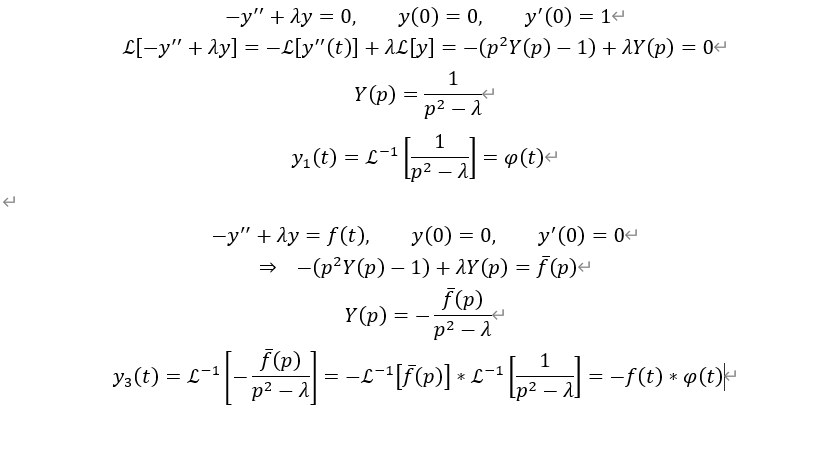 −y′′ + λy = 0, y(0) = 0, y′(0) = 1↵
ℒ[−y′′ + λy] = −ℒ[y′′(t)] + λℒ[y] = −(p²Y(p) − 1) + λY(p) = 0↵
Y(p) = 1/(p² − λ)↵
y₁(t) = ℒ⁻¹[1/(p² − λ)] = φ(t)↵
↵
−y′′ + λy = f(t), y(0) = 0, y′(0) = 0↵
⇒ −(p²Y(p) − 1) + λY(p) = f̄(p)↵
Y(p) = −f̄(p)/(p² − λ)↵
y₃(t) = ℒ⁻¹[−f̄(p)/(p² − λ)] = −ℒ⁻¹[f̄(p)] ∗ ℒ⁻¹[1/(p² − λ)] = −f(t) ∗ φ(t)↵